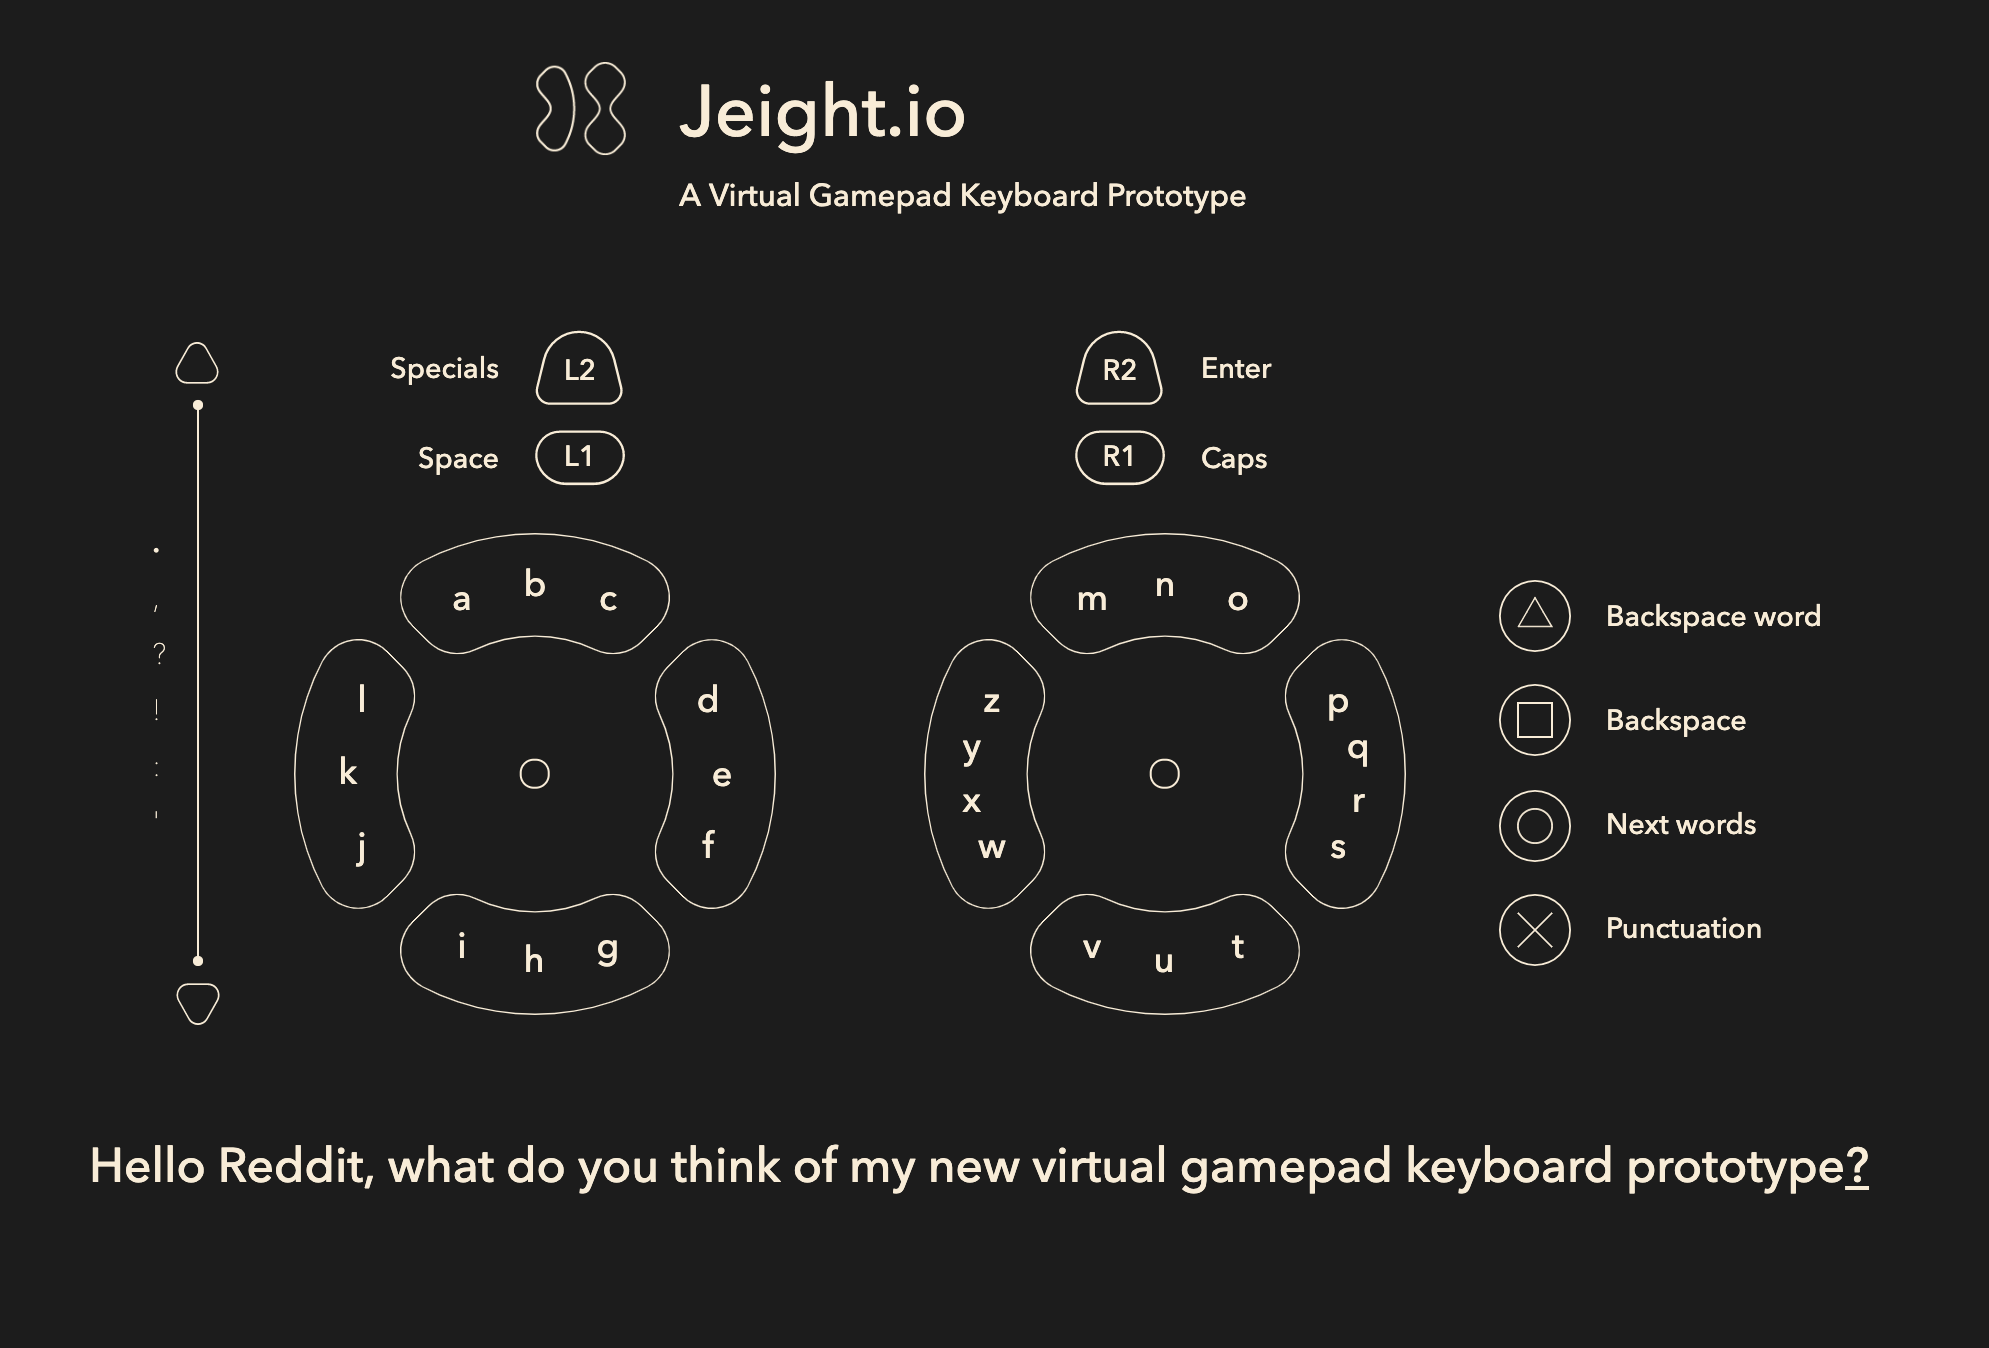 Jeight.io
A Virtual Gamepad Keyboard Prototype
Specials L2
R2 Enter
Space L1
R1 Caps
.
,
?
!
:
'
a b c
l d
k e
j f
i h g
m n o
z p
y q
x r
w s
v u t
Backspace word
Backspace
Next words
Punctuation
Hello Reddit, what do you think of my new virtual gamepad keyboard prototype?